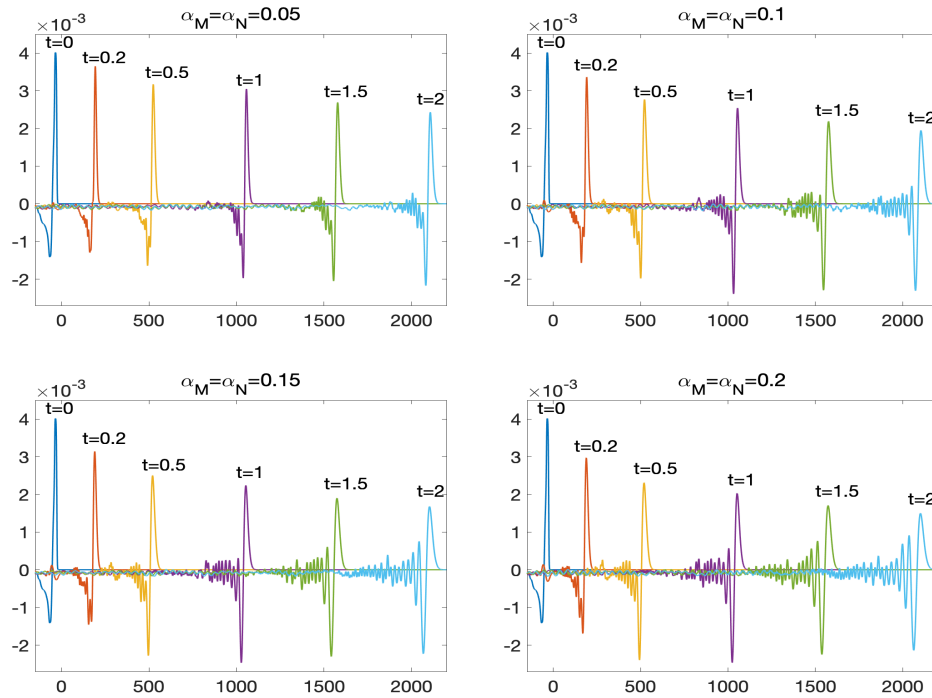 α_M=α_N=0.05
×10⁻³
t=0
t=0.2
t=0.5
t=1
t=1.5
t=2
4
3
2
1
0
-1
-2
0 500 1000 1500 2000
α_M=α_N=0.1
×10⁻³
t=0
t=0.2
t=0.5
t=1
t=1.5
t=2
4
3
2
1
0
-1
-2
0 500 1000 1500 2000
α_M=α_N=0.15
×10⁻³
t=0
t=0.2
t=0.5
t=1
t=1.5
t=2
4
3
2
1
0
-1
-2
0 500 1000 1500 2000
α_M=α_N=0.2
×10⁻³
t=0
t=0.2
t=0.5
t=1
t=1.5
t=2
4
3
2
1
0
-1
-2
0 500 1000 1500 2000